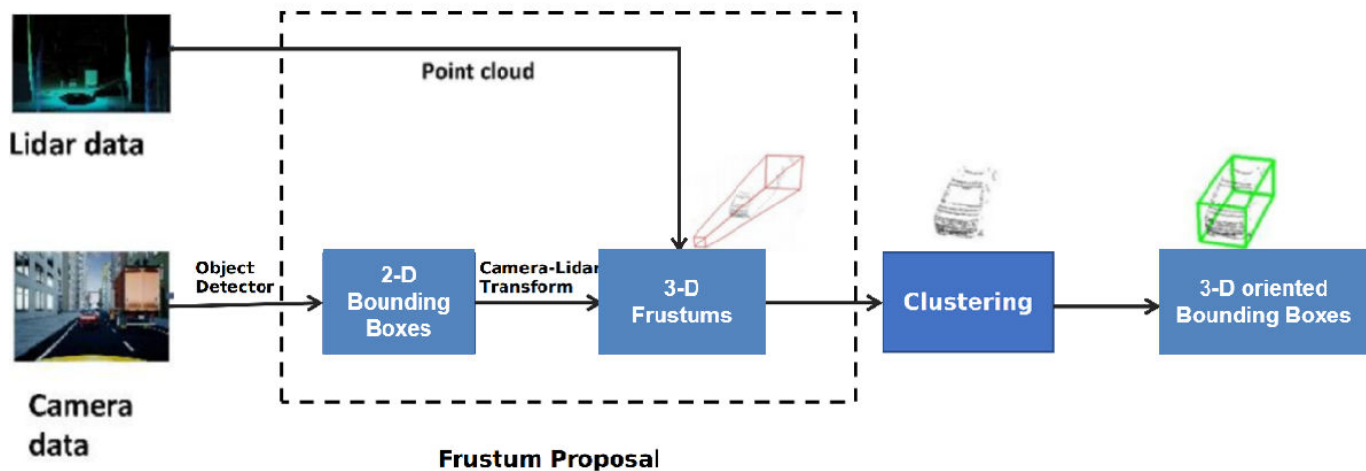 Point cloud
Lidar data
Object
Detector
2-D
Bounding
Boxes
Camera-Lidar
Transform
3-D
Frustums
Clustering
3-D oriented
Bounding Boxes
Camera
data
Frustum Proposal